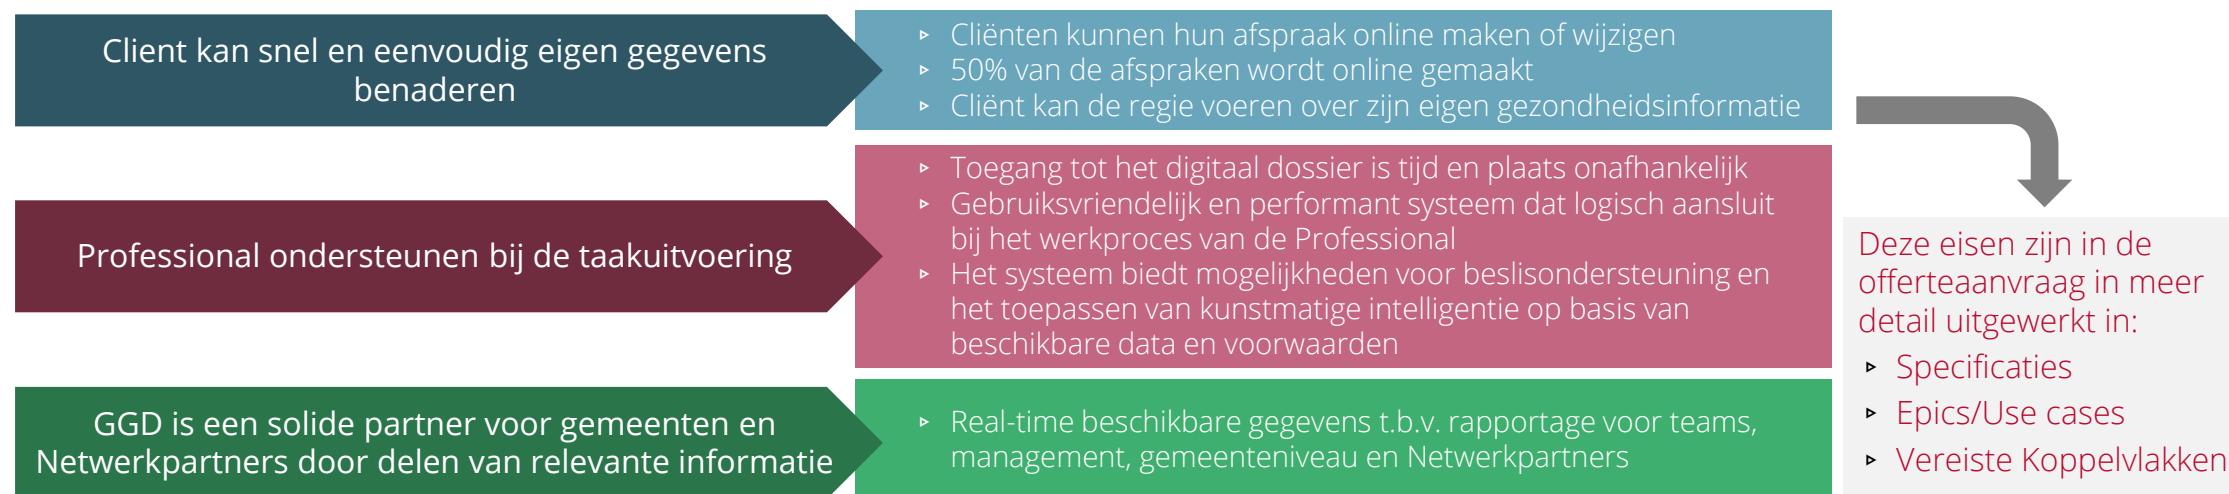 Client kan snel en eenvoudig eigen gegevens
benaderen
▹ Cliënten kunnen hun afspraak online maken of wijzigen
▹ 50% van de afspraken wordt online gemaakt
▹ Cliënt kan de regie voeren over zijn eigen gezondheidsinformatie
Professional ondersteunen bij de taakuitvoering
▹ Toegang tot het digitaal dossier is tijd en plaats onafhankelijk
▹ Gebruiksvriendelijk en performant systeem dat logisch aansluit
bij het werkproces van de Professional
▹ Het systeem biedt mogelijkheden voor beslisondersteuning en
het toepassen van kunstmatige intelligentie op basis van
beschikbare data en voorwaarden
GGD is een solide partner voor gemeenten en
Netwerkpartners door delen van relevante informatie
▹ Real-time beschikbare gegevens t.b.v. rapportage voor teams,
management, gemeenteniveau en Netwerkpartners
Deze eisen zijn in de
offerteaanvraag in meer
detail uitgewerkt in:
▹ Specificaties
▹ Epics/Use cases
▹ Vereiste Koppelvlakken